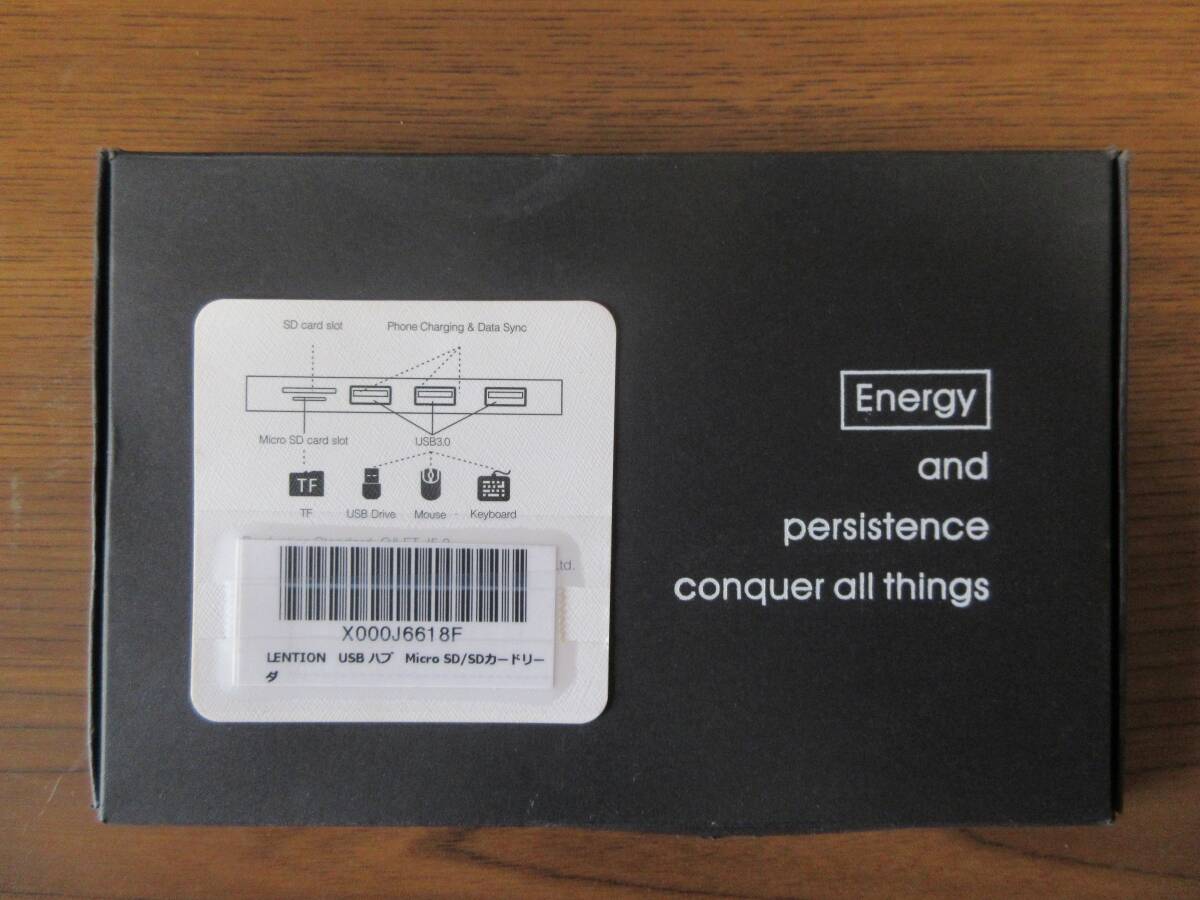 SD card slot
Phone Charging & Data Sync
Micro SD card slot
USB3.0
TF
TF
USB Drive
Mouse
Keyboard
Ltd.
X000J6618F
LENTION USB ハブ Micro SD/SDカードリー
ダ
Energy
and
persistence
conquer all things